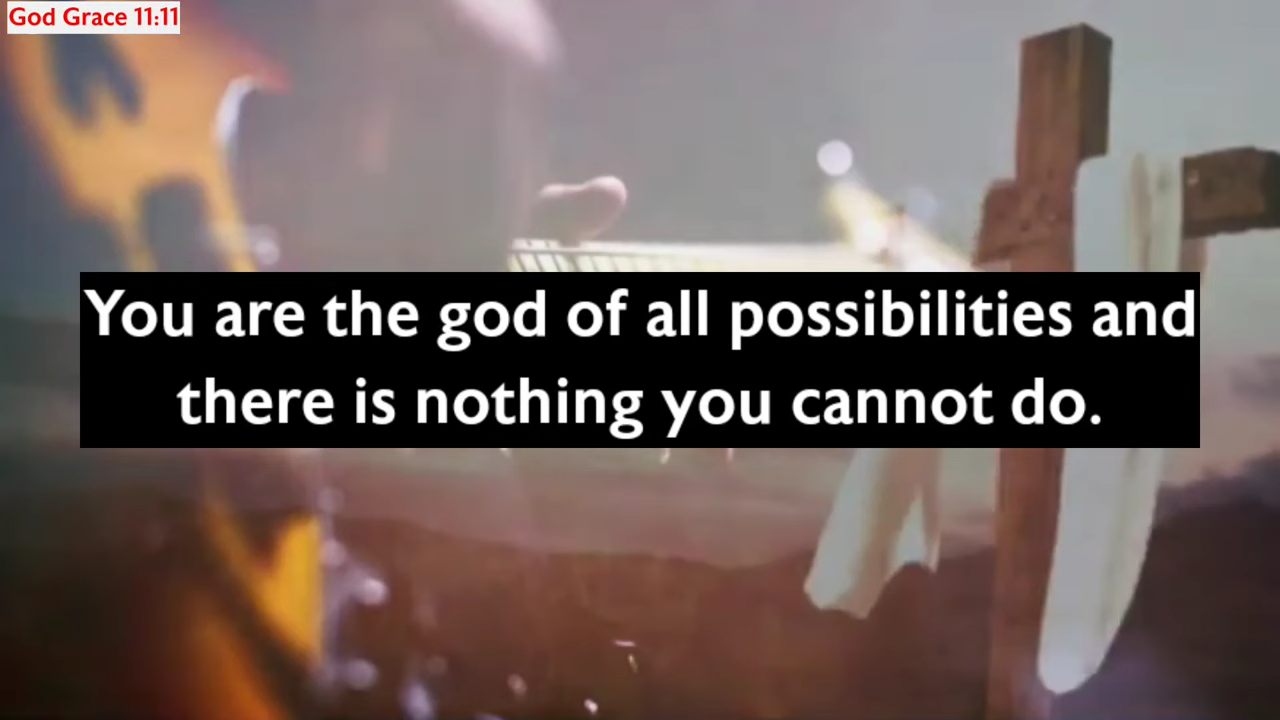 God Grace 11:11
You are the god of all possibilities and
there is nothing you cannot do.